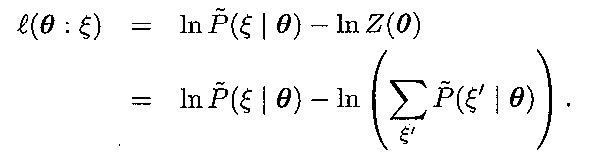 ℓ(θ : ξ) = ln P̃(ξ | θ) − ln Z(θ)
= ln P̃(ξ | θ) − ln ( ∑_{ξ′} P̃(ξ′ | θ) ) .